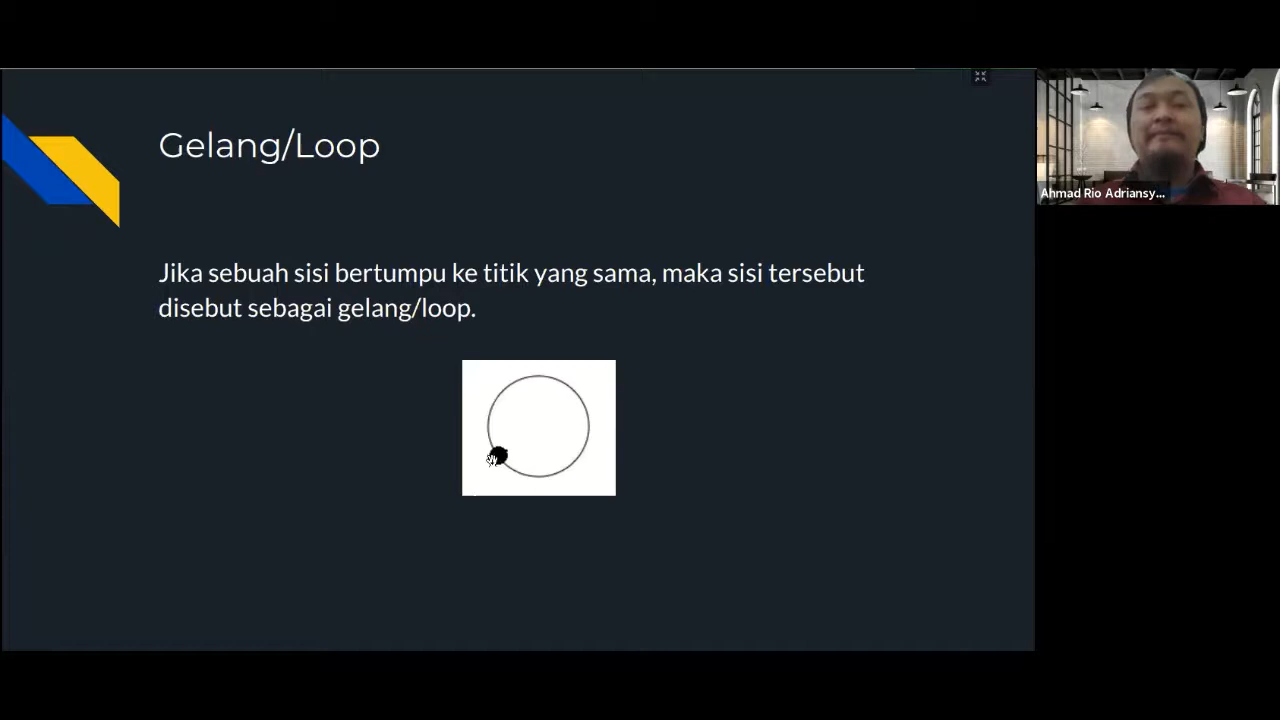 Gelang/Loop
Jika sebuah sisi bertumpu ke titik yang sama, maka sisi tersebut
disebut sebagai gelang/loop.
Ahmad Rio Adriansy...